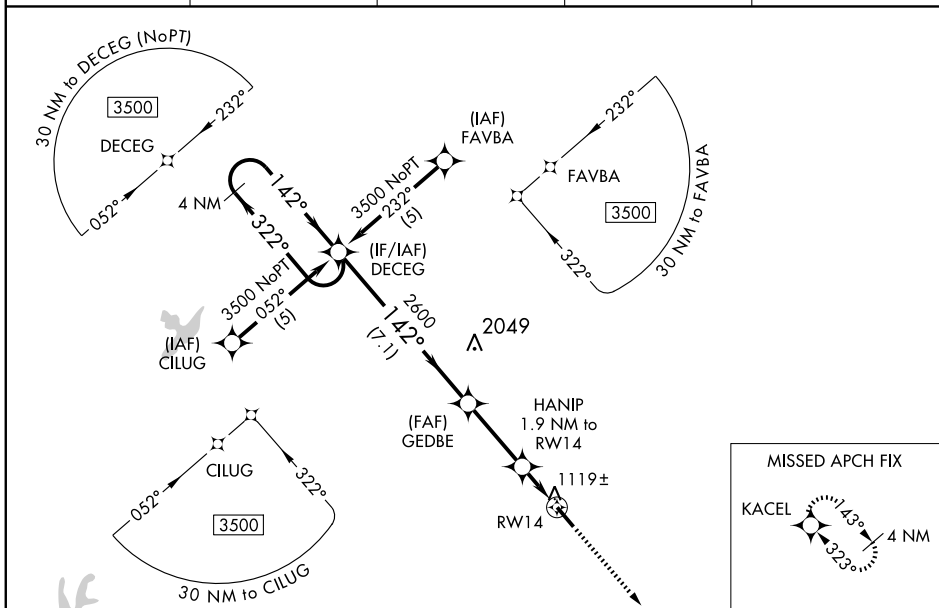 30 NM to DECEG (NoPT)
3500
DECEG
232°
052°
4 NM
142°
322°
3500 NoPT
232°
(5)
(IAF)
FAVBA
(IF/IAF)
DECEG
3500 NoPT
052°
(5)
(IAF)
CILUG
232°
FAVBA
3500
322°
30 NM to FAVBA
2600
142°
(7.1)
2049
(FAF)
GEDBE
HANIP
1.9 NM to
RW14
1119±
RW14
CILUG
052°
322°
3500
30 NM to CILUG
MISSED APCH FIX
KACEL
143°
323°
4 NM